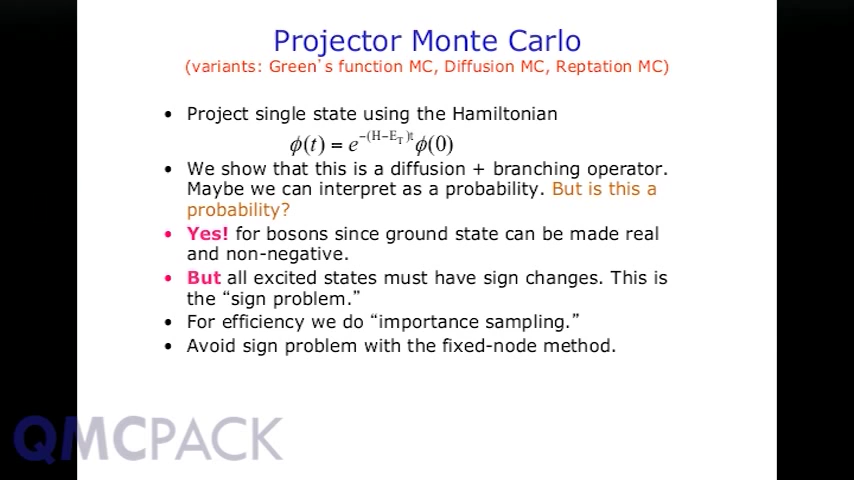 Projector Monte Carlo
(variants: Green's function MC, Diffusion MC, Reptation MC)
• Project single state using the Hamiltonian
ϕ(t) = e^{-(H-E_T)t} ϕ(0)
• We show that this is a diffusion + branching operator.
Maybe we can interpret as a probability. But is this a
probability?
• Yes! for bosons since ground state can be made real
and non-negative.
• But all excited states must have sign changes. This is
the “sign problem.”
• For efficiency we do “importance sampling.”
• Avoid sign problem with the fixed-node method.
QMCPACK